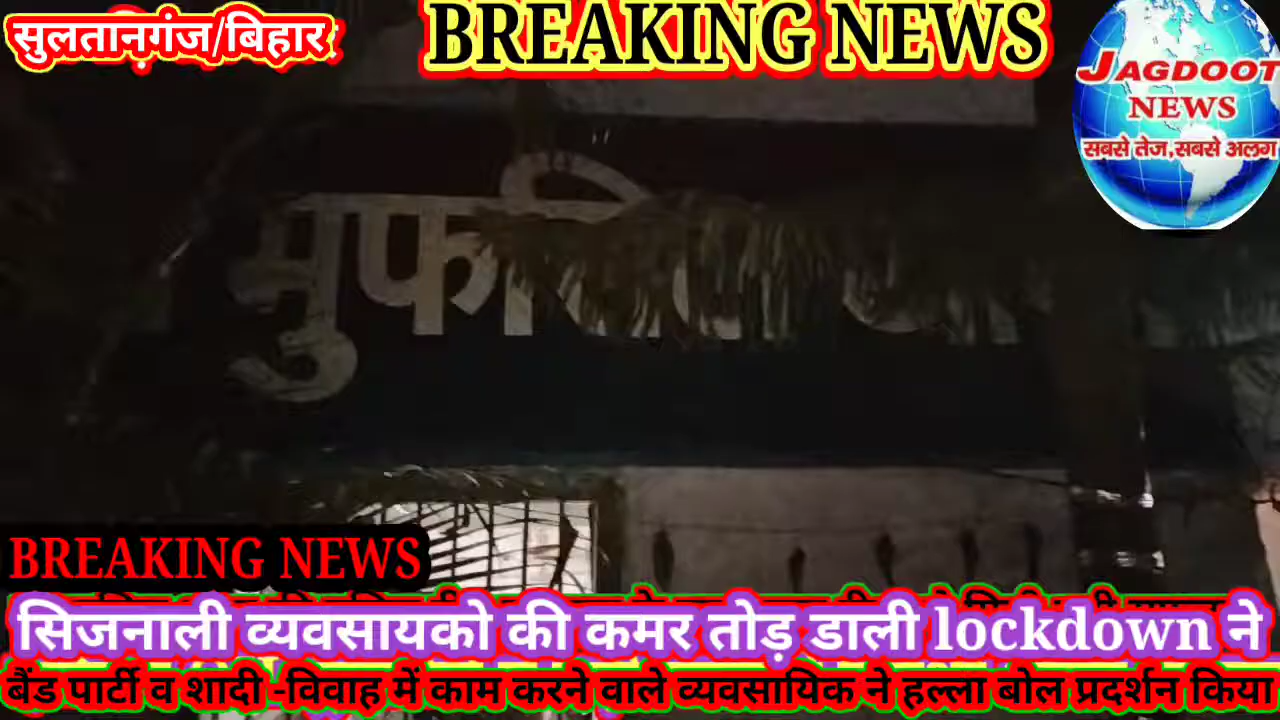 सुलतानगंज/बिहार
BREAKING NEWS
JAGDOOT
NEWS
सबसे तेज,सबसे अलग
BREAKING NEWS
सिजनाली व्यवसायको की कमर तोड़ डाली lockdown ने
बैंड पार्टी व शादी -विवाह में काम करने वाले व्यवसायिक ने हल्ला बोल प्रदर्शन किया